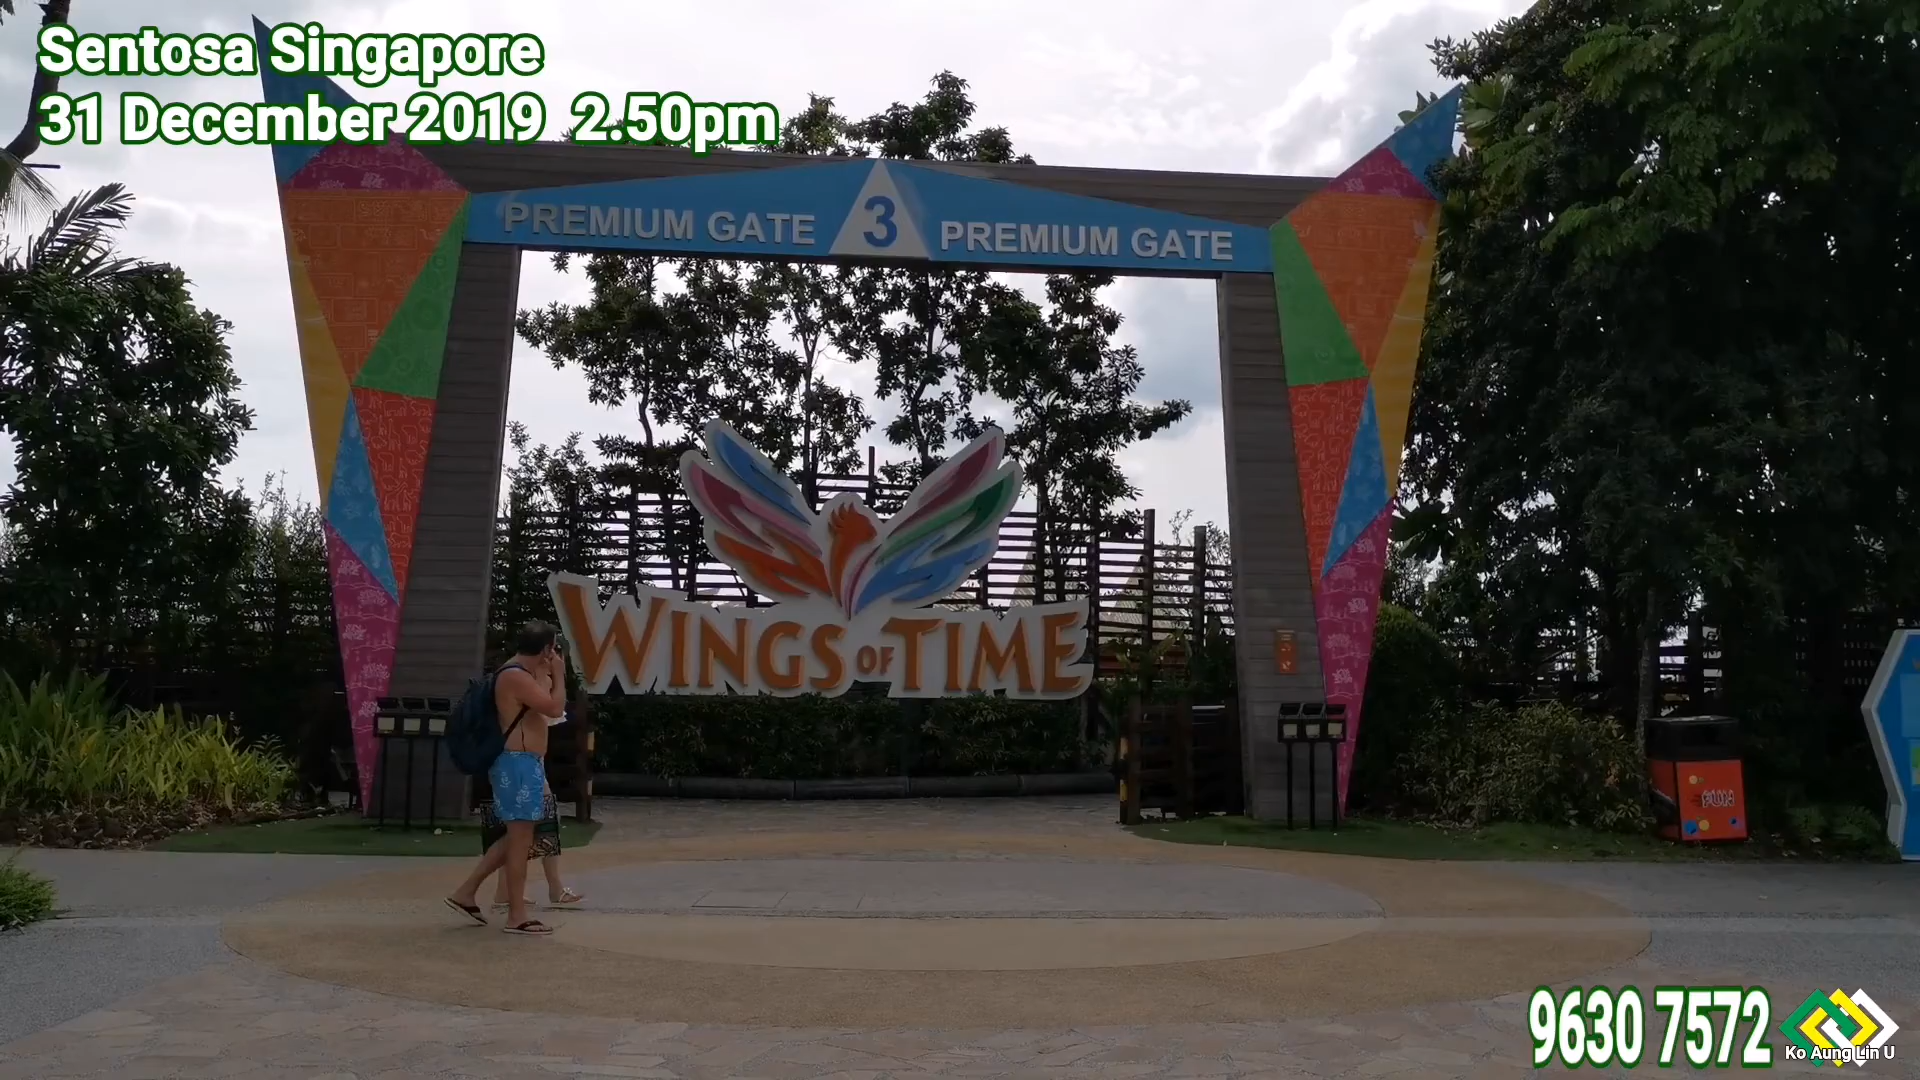 Sentosa Singapore
31 December 2019  2.50pm
PREMIUM GATE 3 PREMIUM GATE
WINGS OF TIME
FUN
9630 7572
Ko Aung Lin U